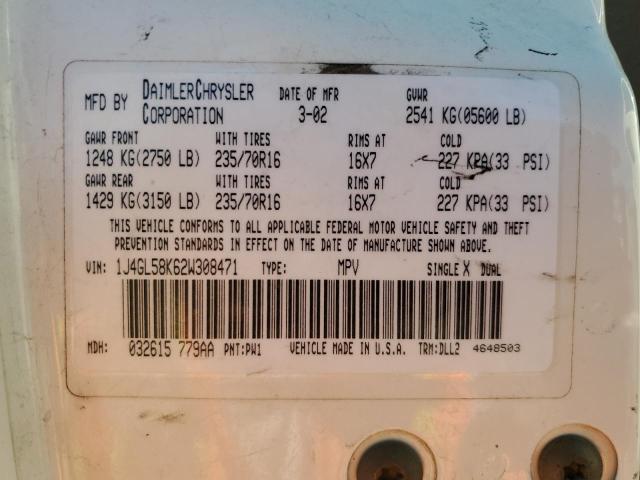 MFD BY DAIMLERCHRYSLER CORPORATION DATE OF MFR 3-02 GVWR 2541 KG(05600 LB)
GAWR FRONT WITH TIRES RIMS AT COLD
1248 KG(2750 LB) 235/70R16 16X7 227 KPA(33 PSI)
GAWR REAR WITH TIRES RIMS AT COLD
1429 KG(3150 LB) 235/70R16 16X7 227 KPA(33 PSI)
THIS VEHICLE CONFORMS TO ALL APPLICABLE FEDERAL MOTOR VEHICLE SAFETY AND THEFT
PREVENTION STANDARDS IN EFFECT ON THE DATE OF MANUFACTURE SHOWN ABOVE.
VIN: 1J4GL58K62W308471 TYPE: MPV SINGLE X DUAL
MDH: 032615 779AA PNT:PW1 VEHICLE MADE IN U.S.A. TRM:DLL2 4648503